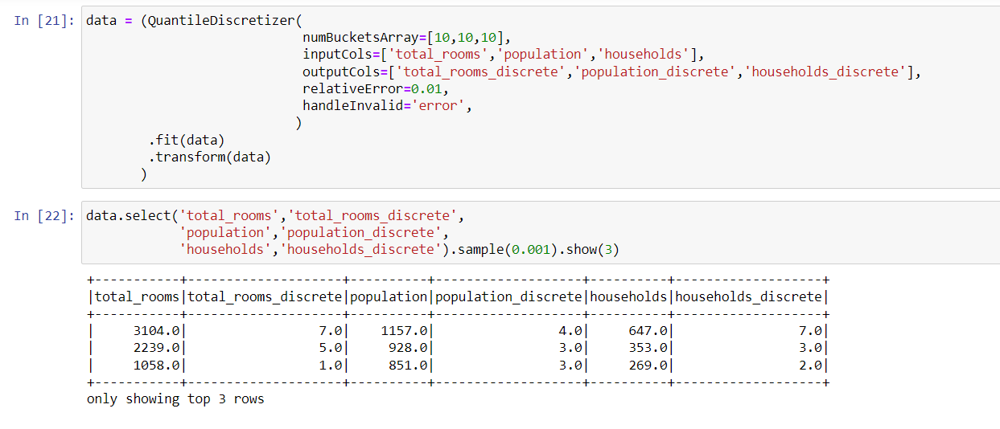 In [21]: data = (QuantileDiscretizer(
numBucketsArray=[10,10,10],
inputCols=['total_rooms','population','households'],
outputCols=['total_rooms_discrete','population_discrete','households_discrete'],
relativeError=0.01,
handleInvalid='error',
)
.fit(data)
.transform(data)
)
In [22]: data.select('total_rooms','total_rooms_discrete',
'population','population_discrete',
'households','households_discrete').sample(0.001).show(3)
+-----------+--------------------+----------+-------------------+----------+-------------------+
|total_rooms|total_rooms_discrete|population|population_discrete|households|households_discrete|
+-----------+--------------------+----------+-------------------+----------+-------------------+
|     3104.0|                 7.0|    1157.0|                4.0|     647.0|                7.0|
|     2239.0|                 5.0|     928.0|                3.0|     353.0|                3.0|
|     1058.0|                 1.0|     851.0|                3.0|     269.0|                2.0|
+-----------+--------------------+----------+-------------------+----------+-------------------+
only showing top 3 rows